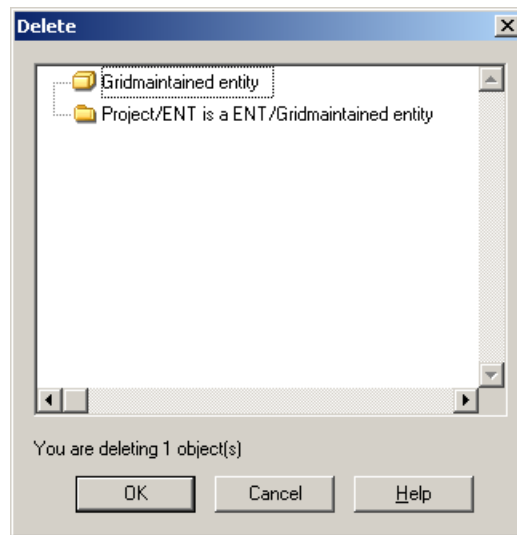 Delete
Gridmaintained entity
Project/ENT is a ENT/Gridmaintained entity
You are deleting 1 object(s)
OK
Cancel
Help